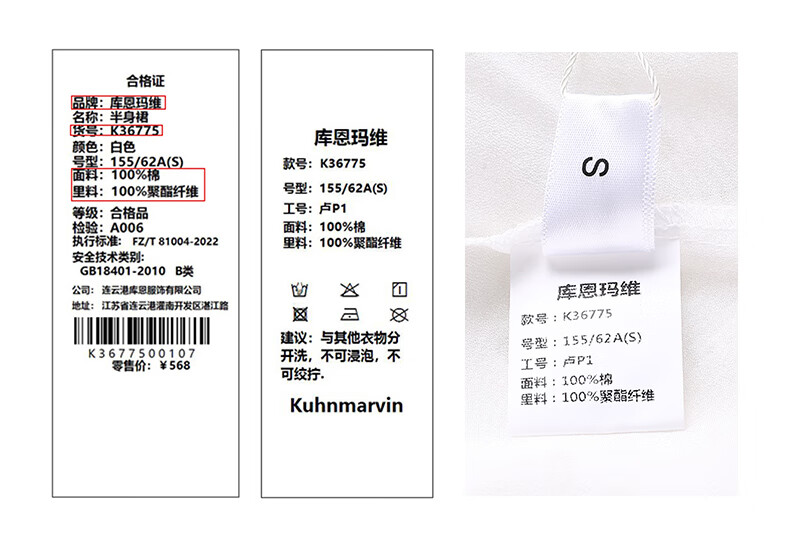 合格证
品牌：库恩玛维
名称：半身裙
货号：K36775
颜色：白色
号型：155/62A(S)
面料：100%棉
里料：100%聚酯纤维
等级：合格品
检验：A006
执行标准： FZ/T 81004-2022
安全技术类别：
GB18401-2010 B类
公司：连云港库恩服饰有限公司
地址：江苏省连云港灌南开发区湛江路
K3677500107
零售价：￥568
库恩玛维
款号：K36775
号型：155/62A(S)
工号：卢P1
面料：100%棉
里料：100%聚酯纤维
建议：与其他衣物分
开洗，不可浸泡，不
可绞拧.
Kuhnmarvin
S
库恩玛维
款号：K36775
号型：155/62A(S)
工号：卢P1
面料：100%棉
里料：100%聚酯纤维